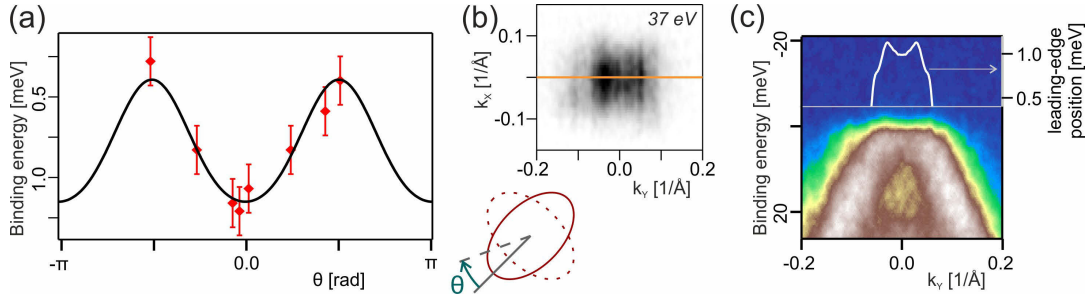 (a)
Binding energy [meV]
0.5
1.0
-π
0.0
π
θ [rad]
(b)
37 eV
kX [1/Å]
0.1
0.0
-0.1
0.0
0.2
kY [1/Å]
θ
(c)
Binding energy [meV]
-20
20
-0.2
0.0
0.2
kY [1/Å]
1.0
0.5
leading-edge
position [meV]